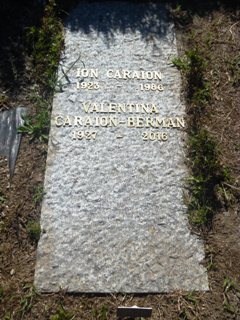 ION CARAION
1923 - 1986
VALENTINA
CARAION-BERMAN
1927 - 2016